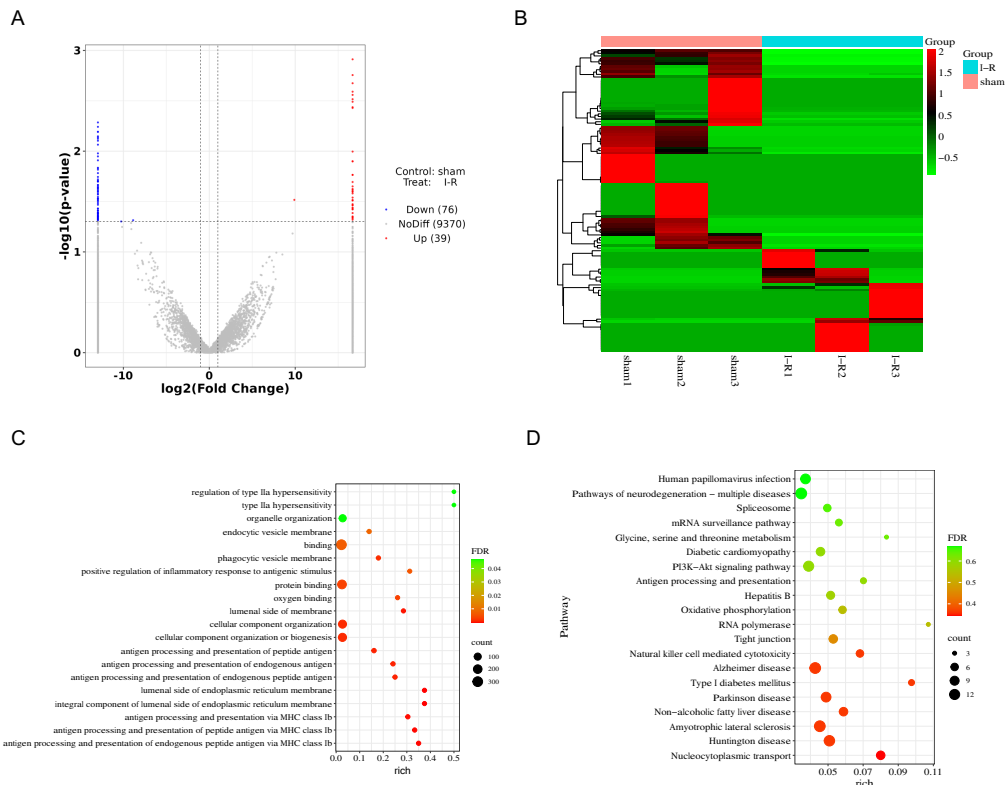 A
3
2
1
0
-log10(p-value)
-10
0
10
log2(Fold Change)
Control: sham
Treat: I-R
Down (76)
NoDiff (9370)
Up (39)
B
Group
2
1.5
1
0.5
0
−0.5
Group
I−R
sham
sham1
sham2
sham3
I-R1
I-R2
I-R3
C
regulation of type IIa hypersensitivity
type IIa hypersensitivity
organelle organization
endocytic vesicle membrane
binding
phagocytic vesicle membrane
positive regulation of inflammatory response to antigenic stimulus
protein binding
oxygen binding
lumenal side of membrane
cellular component organization
cellular component organization or biogenesis
antigen processing and presentation of peptide antigen
antigen processing and presentation of endogenous antigen
antigen processing and presentation of endogenous peptide antigen
lumenal side of endoplasmic reticulum membrane
integral component of lumenal side of endoplasmic reticulum membrane
antigen processing and presentation via MHC class Ib
antigen processing and presentation of peptide antigen via MHC class Ib
antigen processing and presentation of endogenous peptide antigen via MHC class Ib
0.0
0.1
0.2
0.3
0.4
0.5
rich
FDR
0.04
0.03
0.02
0.01
count
100
200
300
D
Pathway
Human papillomavirus infection
Pathways of neurodegeneration − multiple diseases
Spliceosome
mRNA surveillance pathway
Glycine, serine and threonine metabolism
Diabetic cardiomyopathy
PI3K-Akt signaling pathway
Antigen processing and presentation
Hepatitis B
Oxidative phosphorylation
RNA polymerase
Tight junction
Natural killer cell mediated cytotoxicity
Alzheimer disease
Type I diabetes mellitus
Parkinson disease
Non−alcoholic fatty liver disease
Amyotrophic lateral sclerosis
Huntington disease
Nucleocytoplasmic transport
0.05
0.07
0.09
0.11
rich
FDR
0.6
0.5
0.4
count
3
6
9
12